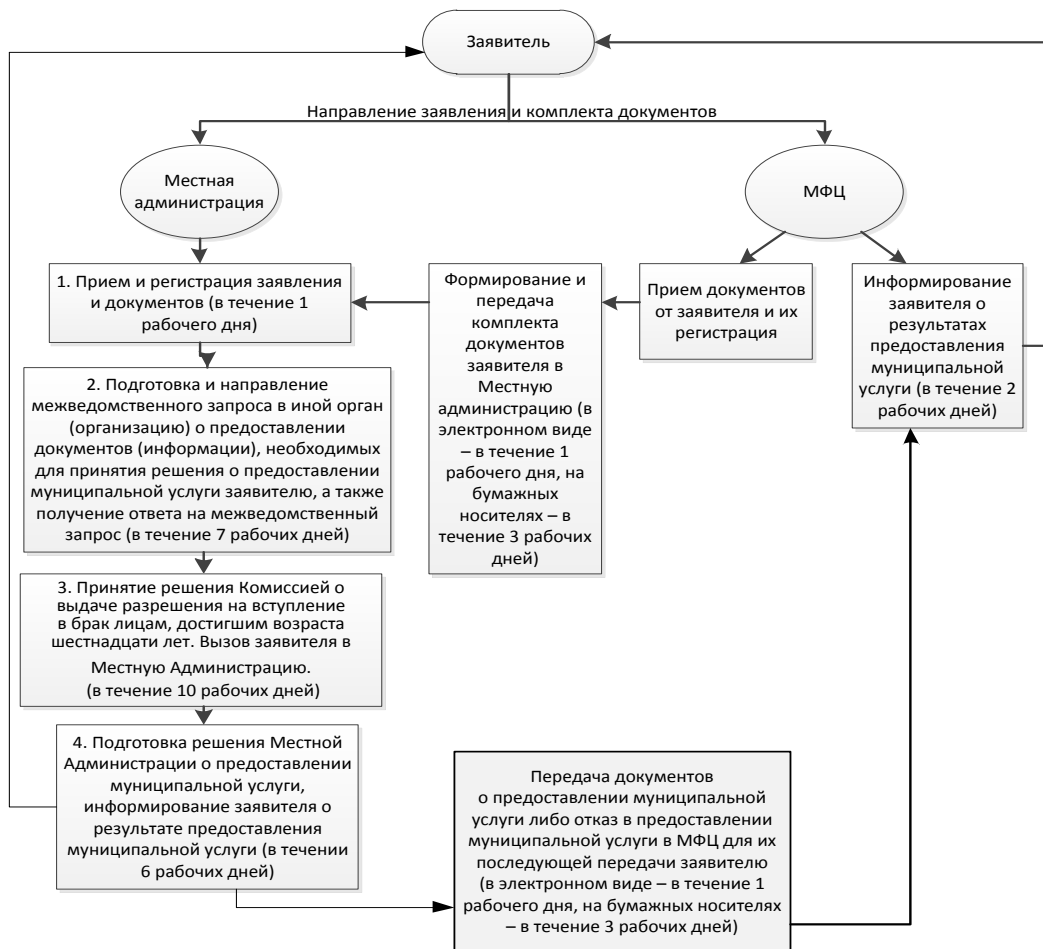 Заявитель
Направление заявления и комплекта документов
Местная
администрация
МФЦ
1. Прием и регистрация заявления
и документов (в течение 1
рабочего дня)
Формирование и
передача
комплекта
документов
заявителя в
Местную
администрацию (в
электронном виде
– в течение 1
рабочего дня, на
бумажных
носителях – в
течение 3 рабочих
дней)
Прием документов
от заявителя и их
регистрация
Информирование
заявителя о
результатах
предоставления
муниципальной
услуги (в течение 2
рабочих дней)
2. Подготовка и направление
межведомственного запроса в иной орган
(организацию) о предоставлении
документов (информации), необходимых
для принятия решения о предоставлении
муниципальной услуги заявителю, а также
получение ответа на межведомственный
запрос (в течение 7 рабочих дней)
3. Принятие решения Комиссией о
выдаче разрешения на вступление
в брак лицам, достигшим возраста
шестнадцати лет. Вызов заявителя в
Местную Администрацию.
(в течение 10 рабочих дней)
4. Подготовка решения Местной
Администрации о предоставлении
муниципальной услуги,
информирование заявителя о
результате предоставления
муниципальной услуги (в течении
6 рабочих дней)
Передача документов
о предоставлении муниципальной
услуги либо отказ в предоставлении
муниципальной услуги в МФЦ для их
последующей передачи заявителю
(в электронном виде – в течение 1
рабочего дня, на бумажных носителях
– в течение 3 рабочих дней)